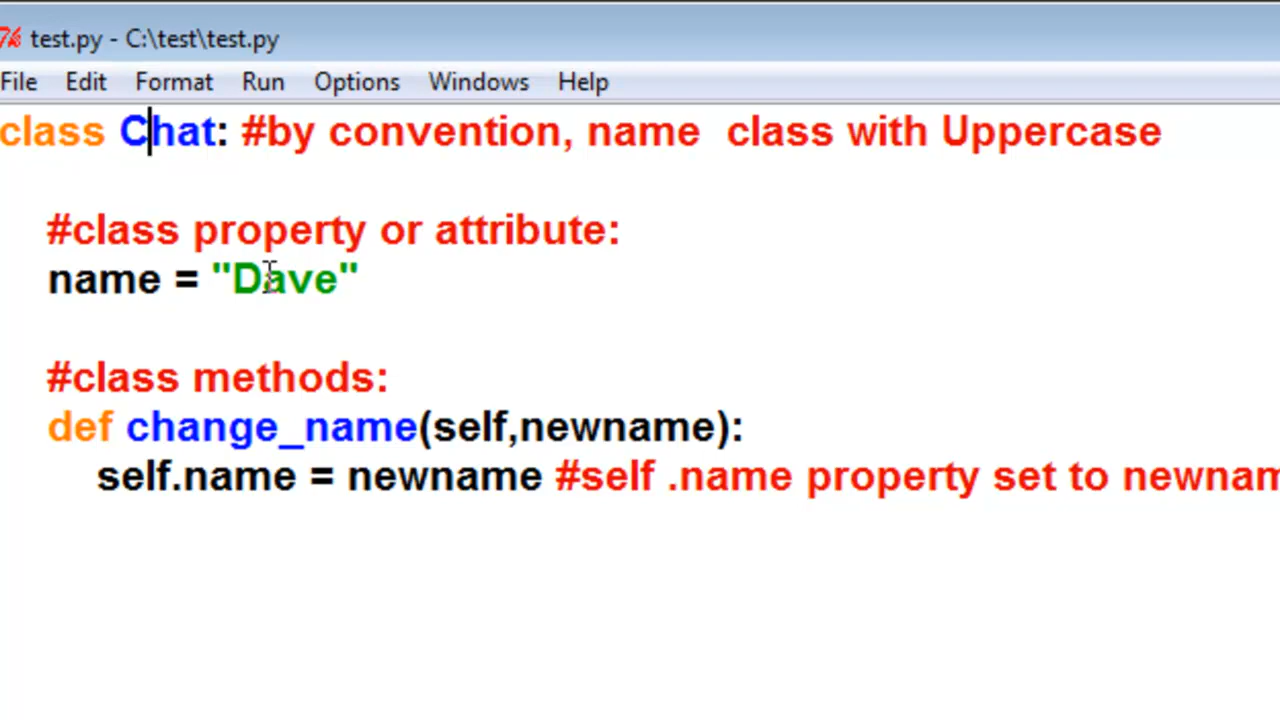 test.py - C:\test\test.py
File Edit Format Run Options Windows Help
class Chat: #by convention, name  class with Uppercase
#class property or attribute:
name = "Dave"
#class methods:
def change_name(self,newname):
self.name = newname #self .name property set to newnam